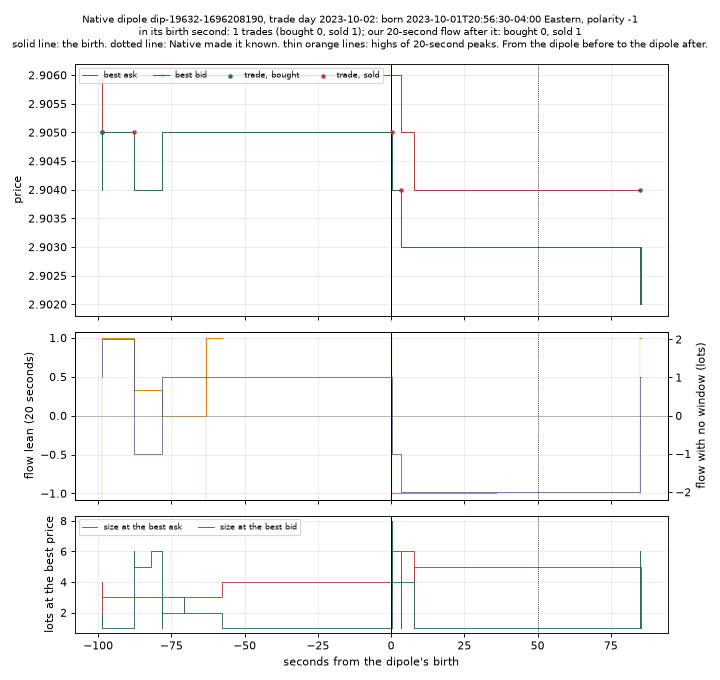 Native dipole dip-19632-1696208190, trade day 2023-10-02: born 2023-10-01T20:56:30-04:00 Eastern, polarity -1
in its birth second: 1 trades (bought 0, sold 1); our 20-second flow after it: bought 0, sold 1
solid line: the birth. dotted line: Native made it known. thin orange lines: highs of 20-second peaks. From the dipole before to the dipole after.
best ask
best bid
trade, bought
trade, sold
2.9060
2.9055
2.9050
2.9045
2.9040
2.9035
2.9030
2.9025
2.9020
price
1.0
0.5
0.0
−0.5
−1.0
flow lean (20 seconds)
2
1
0
−1
−2
flow with no window (lots)
size at the best ask
size at the best bid
8
6
4
2
lots at the best price
−100
−75
−50
−25
0
25
50
75
seconds from the dipole's birth